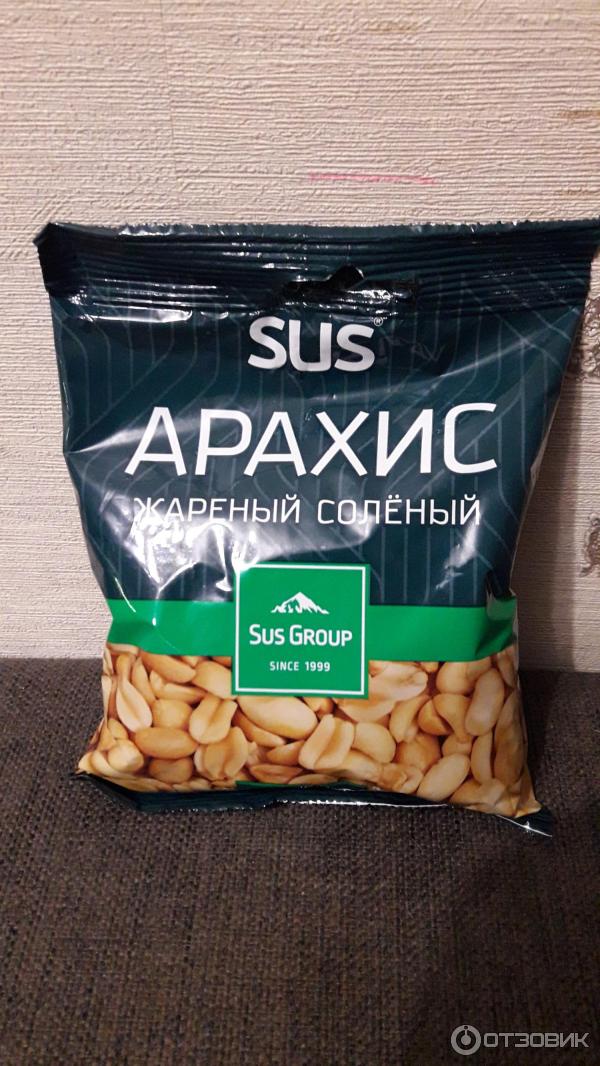 SUS®
АРАХИС
ЖАРЕНЫЙ СОЛЁНЫЙ
SUS GROUP
SINCE 1999
ОТЗОВИК